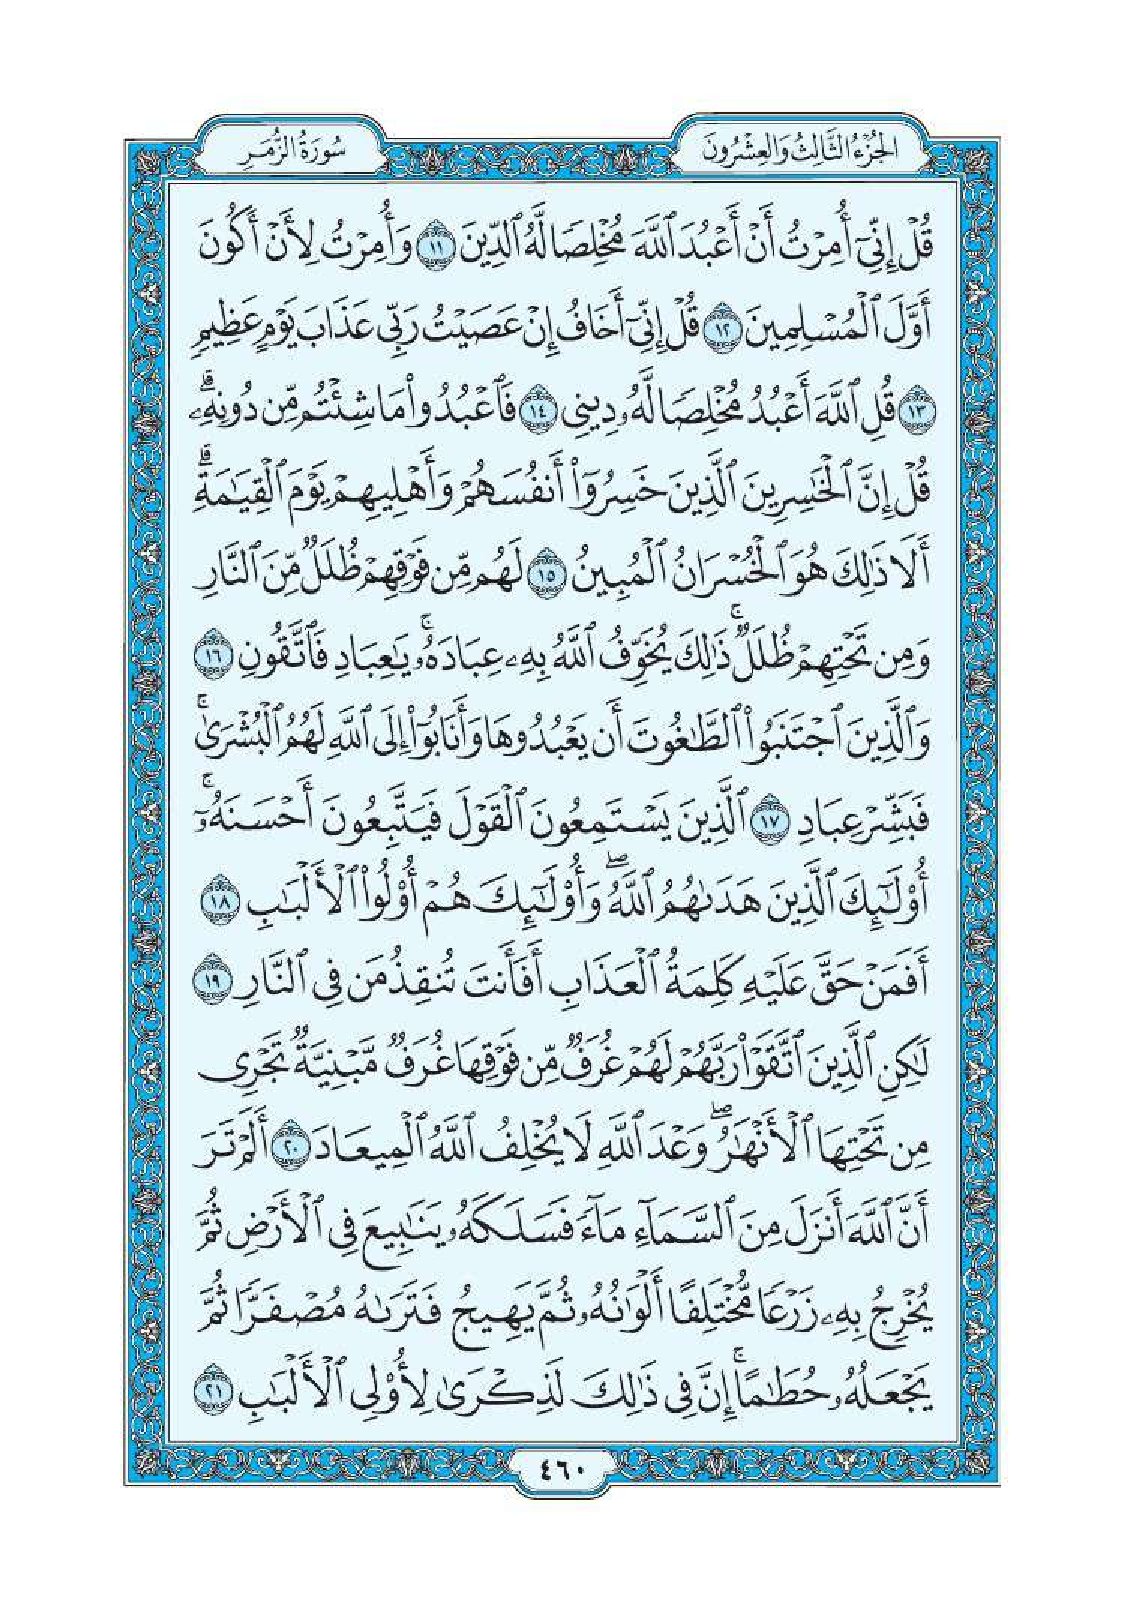 الجُزْءُ الثَّالِثُ وَالعِشْرُونَ
سُورَةُ الزُّمَرِ
قُلْ إِنِّيٓ أُمِرْتُ أَنْ أَعْبُدَ ٱللَّهَ مُخْلِصًا لَّهُ ٱلدِّينَ ١١ وَأُمِرْتُ لِأَنْ أَكُونَ
أَوَّلَ ٱلْمُسْلِمِينَ ١٢ قُلْ إِنِّيٓ أَخَافُ إِنْ عَصَيْتُ رَبِّي عَذَابَ يَوْمٍ عَظِيمٍ
١٣ قُلِ ٱللَّهَ أَعْبُدُ مُخْلِصًا لَّهُۥ دِينِي ١٤ فَٱعْبُدُوا۟ مَا شِئْتُم مِّن دُونِهِۦۗ
قُلْ إِنَّ ٱلْخَٰسِرِينَ ٱلَّذِينَ خَسِرُوٓا۟ أَنفُسَهُمْ وَأَهْلِيهِمْ يَوْمَ ٱلْقِيَٰمَةِۗ
أَلَا ذَٰلِكَ هُوَ ٱلْخُسْرَانُ ٱلْمُبِينُ ١٥ لَهُم مِّن فَوْقِهِمْ ظُلَلٌ مِّنَ ٱلنَّارِ
وَمِن تَحْتِهِمْ ظُلَلٌۚ ذَٰلِكَ يُخَوِّفُ ٱللَّهُ بِهِۦ عِبَادَهُۥۚ يَٰعِبَادِ فَٱتَّقُونِ ١٦
وَٱلَّذِينَ ٱجْتَنَبُوا۟ ٱلطَّٰغُوتَ أَن يَعْبُدُوهَا وَأَنَابُوٓا۟ إِلَى ٱللَّهِ لَهُمُ ٱلْبُشْرَىٰۚ
فَبَشِّرْ عِبَادِ ١٧ ٱلَّذِينَ يَسْتَمِعُونَ ٱلْقَوْلَ فَيَتَّبِعُونَ أَحْسَنَهُۥٓۚ
أُو۟لَٰٓئِكَ ٱلَّذِينَ هَدَىٰهُمُ ٱللَّهُۖ وَأُو۟لَٰٓئِكَ هُمْ أُو۟لُوا۟ ٱلْأَلْبَٰبِ ١٨
أَفَمَنْ حَقَّ عَلَيْهِ كَلِمَةُ ٱلْعَذَابِ أَفَأَنتَ تُنقِذُ مَن فِي ٱلنَّارِ ١٩
لَٰكِنِ ٱلَّذِينَ ٱتَّقَوْا۟ رَبَّهُمْ لَهُمْ غُرَفٌ مِّن فَوْقِهَا غُرَفٌ مَّبْنِيَّةٌ تَجْرِي
مِن تَحْتِهَا ٱلْأَنْهَٰرُۖ وَعْدَ ٱللَّهِ لَا يُخْلِفُ ٱللَّهُ ٱلْمِيعَادَ ٢٠ أَلَمْ تَرَ
أَنَّ ٱللَّهَ أَنزَلَ مِنَ ٱلسَّمَآءِ مَآءً فَسَلَكَهُۥ يَنَٰبِيعَ فِي ٱلْأَرْضِ ثُمَّ
يُخْرِجُ بِهِۦ زَرْعًا مُّخْتَلِفًا أَلْوَٰنُهُۥ ثُمَّ يَهِيجُ فَتَرَىٰهُ مُصْفَرًّا ثُمَّ
يَجْعَلُهُۥ حُطَٰمًاۚ إِنَّ فِي ذَٰلِكَ لَذِكْرَىٰ لِأُو۟لِي ٱلْأَلْبَٰبِ ٢١
٤٦٠